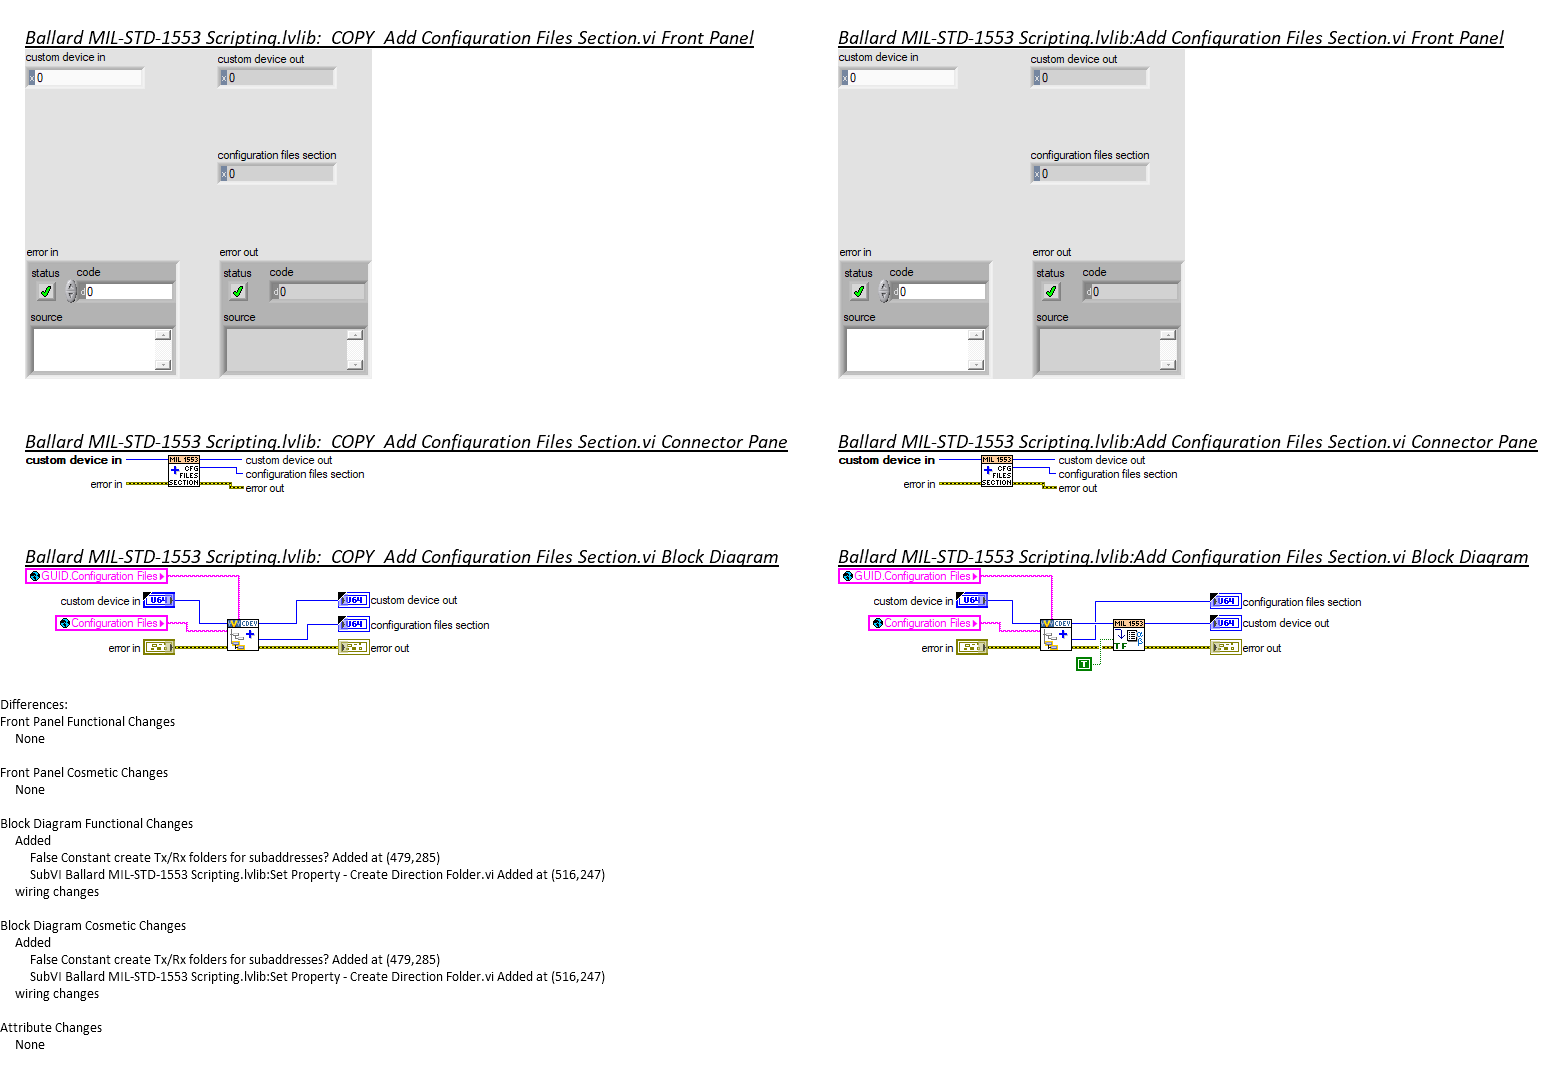 Ballard MIL-STD-1553 Scripting.lvlib:_COPY_Add Configuration Files Section.vi Front Panel
custom device in
custom device out
x 0
x 0
configuration files section
x 0
error in
error out
status
code
status
code
d 0
d 0
source
source
Ballard MIL-STD-1553 Scripting.lvlib:Add Configuration Files Section.vi Front Panel
custom device in
custom device out
x 0
x 0
configuration files section
x 0
error in
error out
status
code
status
code
d 0
d 0
source
source
Ballard MIL-STD-1553 Scripting.lvlib:_COPY_Add Configuration Files Section.vi Connector Pane
custom device in
MIL 1553
custom device out
CFG
configuration files section
FILES
error in
SECTION
error out
Ballard MIL-STD-1553 Scripting.lvlib:Add Configuration Files Section.vi Connector Pane
custom device in
MIL 1553
custom device out
CFG
configuration files section
FILES
error in
SECTION
error out
Ballard MIL-STD-1553 Scripting.lvlib:_COPY_Add Configuration Files Section.vi Block Diagram
GUID.Configuration Files
custom device in
U64
U64
custom device out
Configuration Files
CDEV
U64
configuration files section
error in
error out
Ballard MIL-STD-1553 Scripting.lvlib:Add Configuration Files Section.vi Block Diagram
GUID.Configuration Files
custom device in
U64
U64
configuration files section
Configuration Files
CDEV
MIL 1553
U64
custom device out
error in
T F
error out
T
Differences:
Front Panel Functional Changes
None
Front Panel Cosmetic Changes
None
Block Diagram Functional Changes
Added
False Constant create Tx/Rx folders for subaddresses? Added at (479,285)
SubVI Ballard MIL-STD-1553 Scripting.lvlib:Set Property - Create Direction Folder.vi Added at (516,247)
wiring changes
Block Diagram Cosmetic Changes
Added
False Constant create Tx/Rx folders for subaddresses? Added at (479,285)
SubVI Ballard MIL-STD-1553 Scripting.lvlib:Set Property - Create Direction Folder.vi Added at (516,247)
wiring changes
Attribute Changes
None